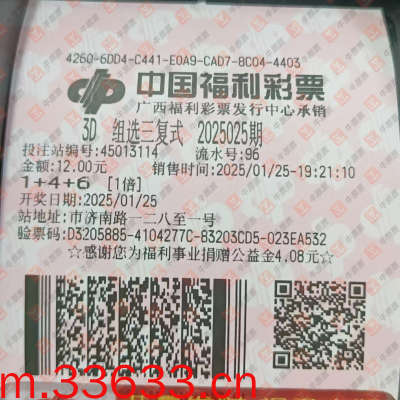 4260-6DD4-C441-E0A9-CAD7-8C04-4403
中国福利彩票
广西福利彩票发行中心承销
3D 组选三复式 2025025期
投注站编号:45013114 流水号:96
金额:12.00元 销售时间:2025/01/25-19:21:10
1+4+6 [1倍]
开奖日期:2025/01/25
站地址:市济南路一二八至一号
验票码:D3205885-4104277C-83203CD5-023EA532
☆感谢您为福利事业捐赠公益金4.08元☆
m.33633.cn